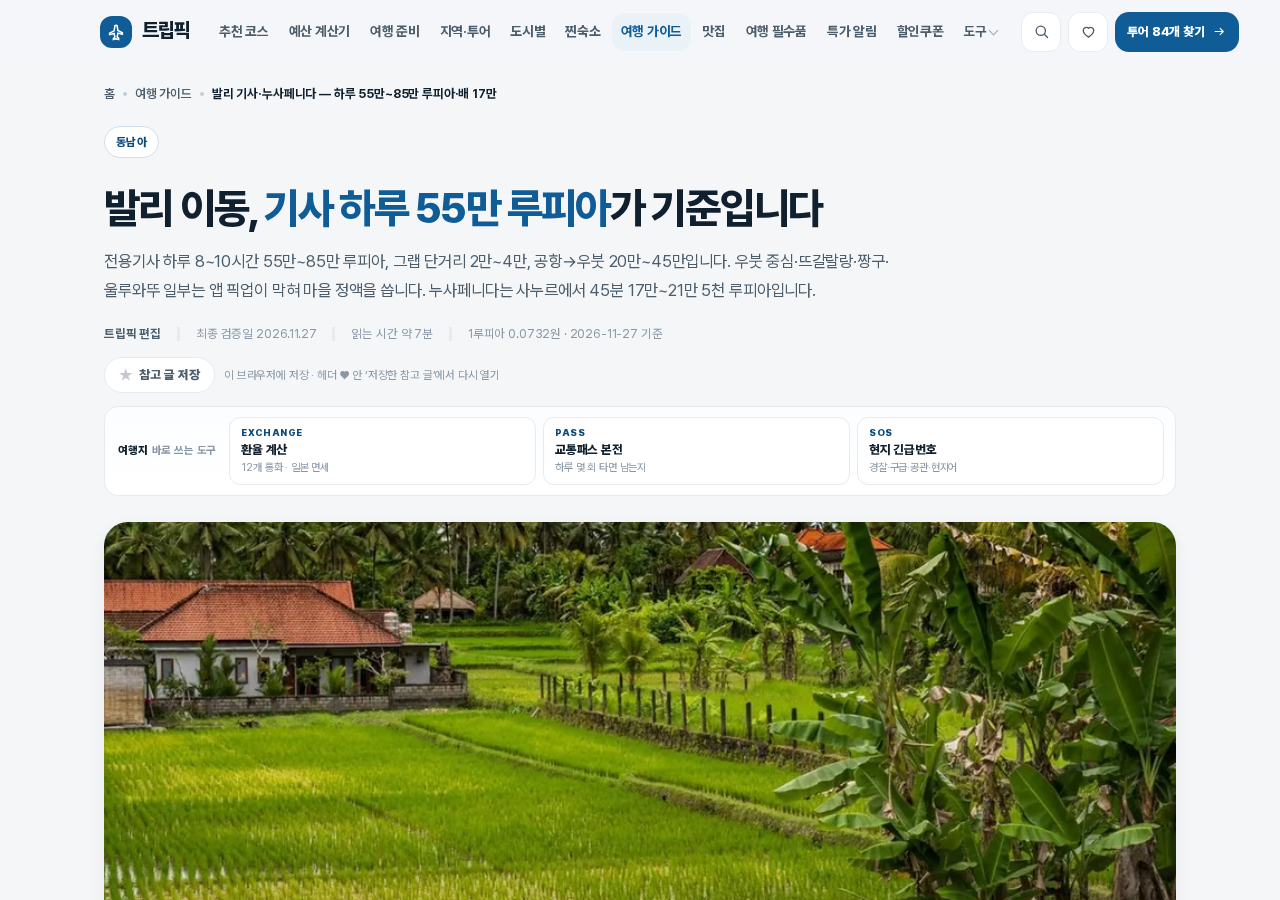 트립픽
추천 코스
예산 계산기
여행 준비
지역·투어
도시별
찐숙소
여행 가이드
맛집
여행 필수품
특가 알림
할인쿠폰
도구
투어 84개 찾기 →
홈 • 여행 가이드 • 발리 기사·누사페니다 — 하루 55만~85만 루피아·배 17만
동남아
발리 이동, 기사 하루 55만 루피아가 기준입니다
전용기사 하루 8~10시간 55만~85만 루피아, 그랩 단거리 2만~4만, 공항→우붓 20만~45만입니다. 우붓 중심·뜨갈랄랑·짱구·
울루와뚜 일부는 앱 픽업이 막혀 마을 정액을 씁니다. 누사페니다는 사누르에서 45분 17만~21만 5천 루피아입니다.
트립픽 편집 | 최종 검증일 2026.11.27 | 읽는 시간 약 7분 | 1루피아 0.0732원 · 2026-11-27 기준
★ 참고 글 저장
이 브라우저에 저장 · 헤더 ♥ 안 '저장한 참고 글'에서 다시 열기
여행지 바로 쓰는 도구
EXCHANGE
환율 계산
12개 통화 · 일본 면세
PASS
교통패스 본전
하루 몇 회 타면 남는지
SOS
현지 긴급번호
경찰·구급·공관·현지어